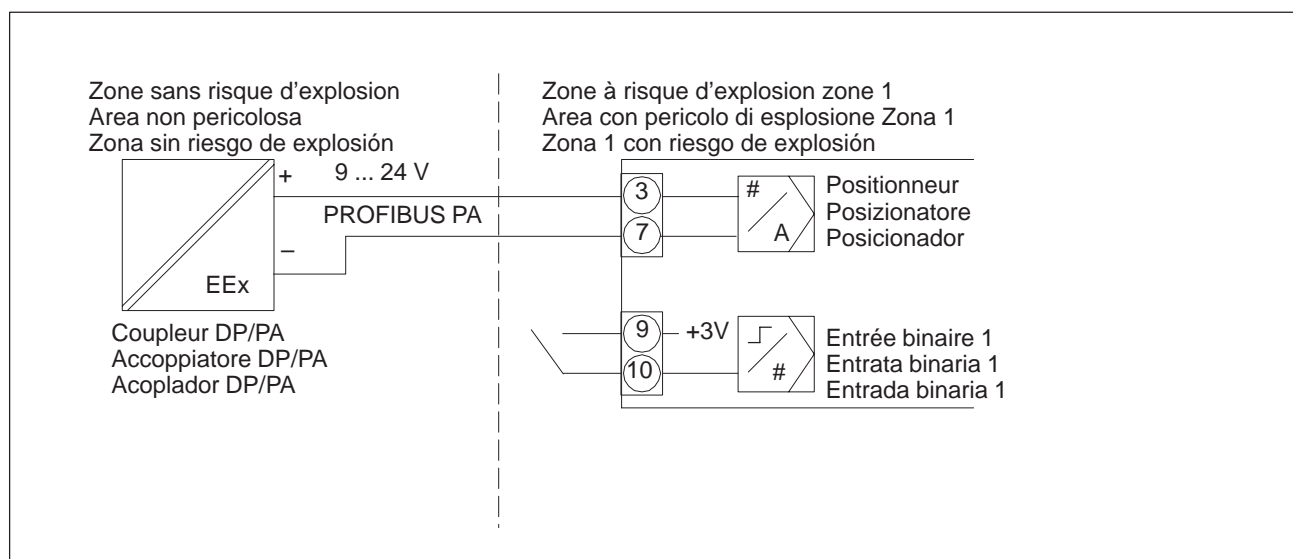 Zone sans risque d'explosion
Area non pericolosa
Zona sin riesgo de explosión
Zone à risque d'explosion zone 1
Area con pericolo di esplosione Zona 1
Zona 1 con riesgo de explosión
+ 9 ... 24 V
PROFIBUS PA
–
EEx
Coupleur DP/PA
Accoppiatore DP/PA
Acoplador DP/PA
3
7
#
A
Positionneur
Posizionatore
Posicionador
9
+3V
10
#
Entrée binaire 1
Entrata binaria 1
Entrada binaria 1